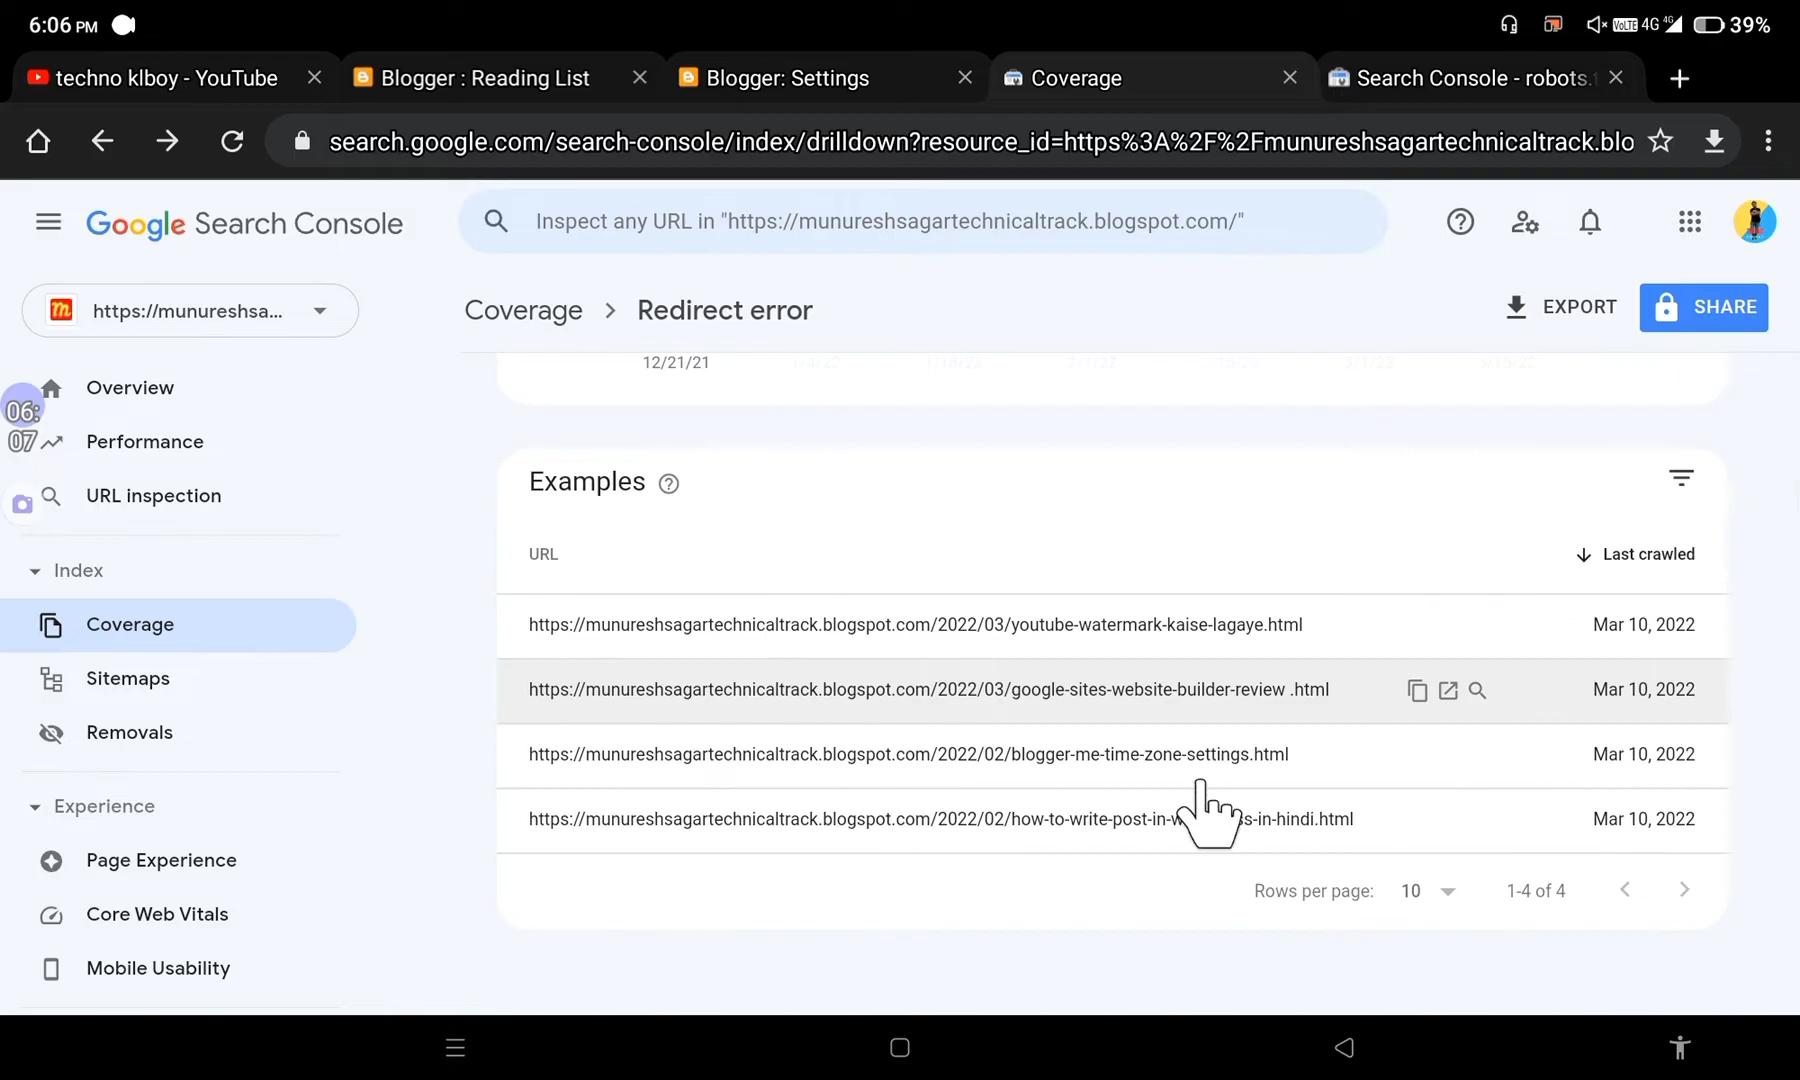 6:06 PM
VoLTE 4G 4G 39%
techno klboy - YouTube
Blogger : Reading List
Blogger: Settings
Coverage
Search Console - robots.
search.google.com/search-console/index/drilldown?resource_id=https%3A%2F%2Fmunureshsagartechnicaltrack.blo
Google Search Console
Inspect any URL in "https://munureshsagartechnicaltrack.blogspot.com/"
m https://munureshsa...
Coverage > Redirect error
EXPORT
SHARE
12/21/21
Overview
06:
07
Performance
URL inspection
Index
Coverage
Sitemaps
Removals
Experience
Page Experience
Core Web Vitals
Mobile Usability
Examples
URL
Last crawled
https://munureshsagartechnicaltrack.blogspot.com/2022/03/youtube-watermark-kaise-lagaye.html Mar 10, 2022
https://munureshsagartechnicaltrack.blogspot.com/2022/03/google-sites-website-builder-review .html Mar 10, 2022
https://munureshsagartechnicaltrack.blogspot.com/2022/02/blogger-me-time-zone-settings.html Mar 10, 2022
https://munureshsagartechnicaltrack.blogspot.com/2022/02/how-to-write-post-in-w s-in-hindi.html Mar 10, 2022
Rows per page: 10 1-4 of 4